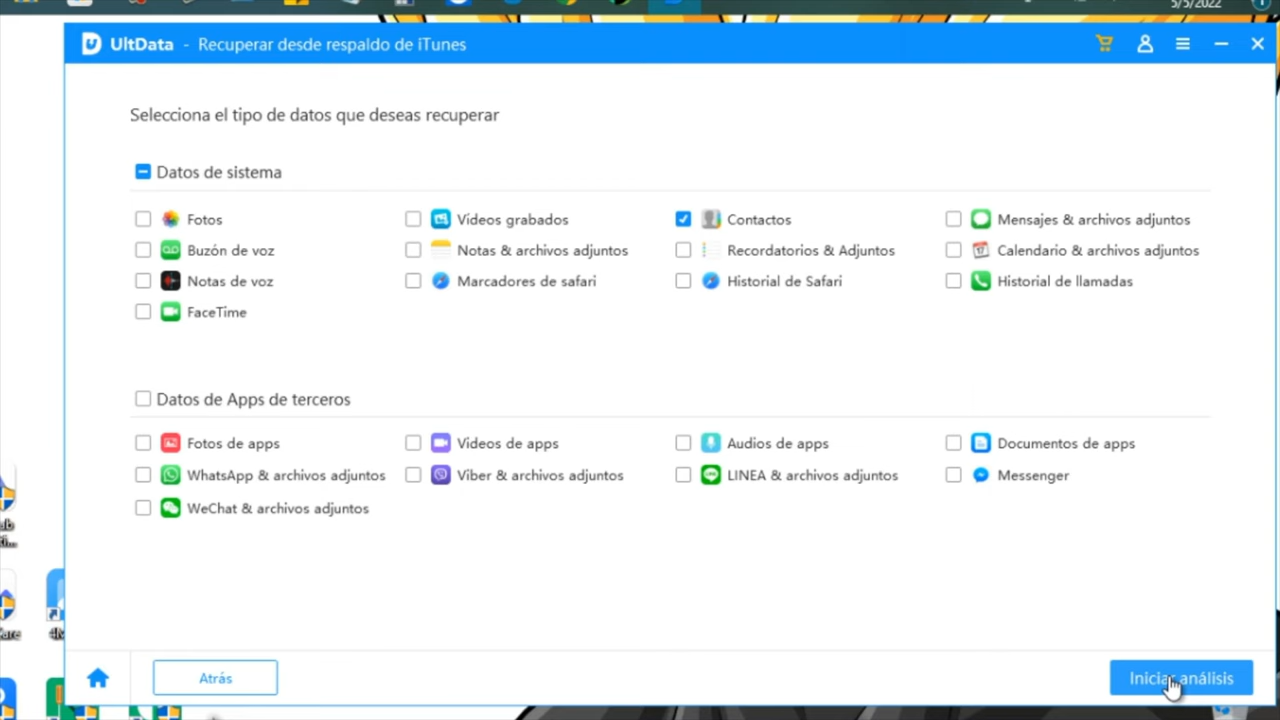 5/5/2022
UltData - Recuperar desde respaldo de iTunes
Selecciona el tipo de datos que deseas recuperar
Datos de sistema
Fotos
Vídeos grabados
Contactos
Mensajes & archivos adjuntos
Buzón de voz
Notas & archivos adjuntos
Recordatorios & Adjuntos
Calendario & archivos adjuntos
Notas de voz
Marcadores de safari
Historial de Safari
Historial de llamadas
FaceTime
Datos de Apps de terceros
Fotos de apps
Videos de apps
Audios de apps
Documentos de apps
WhatsApp & archivos adjuntos
Viber & archivos adjuntos
LINEA & archivos adjuntos
Messenger
WeChat & archivos adjuntos
Atrás
Iniciar análisis